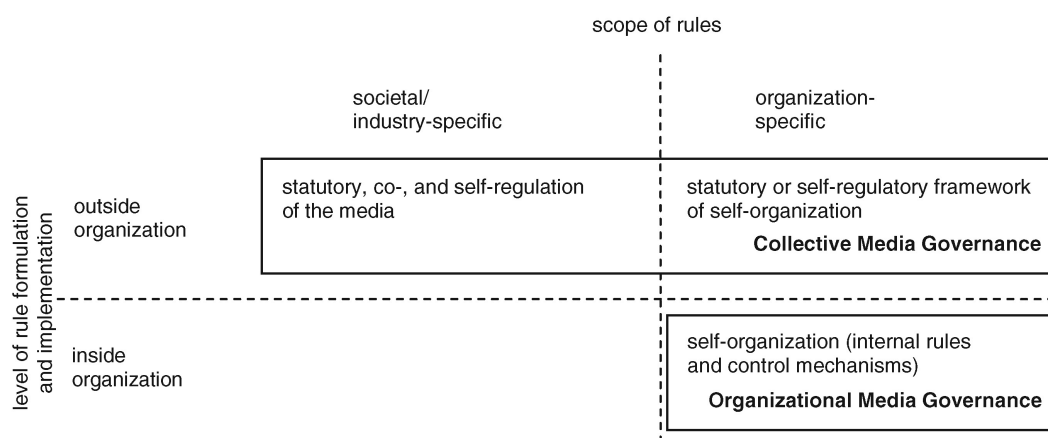 scope of rules
societal/
industry-specific
organization-
specific
level of rule formulation
and implementation
outside
organization
statutory, co-, and self-regulation
of the media
statutory or self-regulatory framework
of self-organization
Collective Media Governance
inside
organization
self-organization (internal rules
and control mechanisms)
Organizational Media Governance